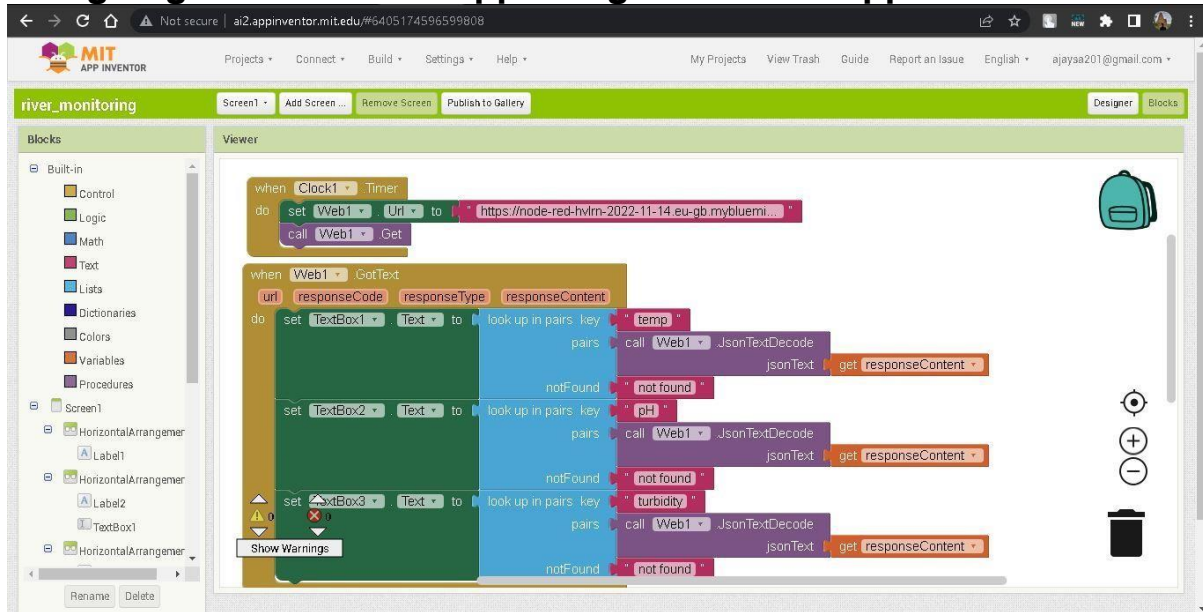 Not secure | ai2.appinventor.mit.edu/#6405174596599808
NEW
MIT
APP INVENTOR
Projects Connect Build Settings Help My Projects View Trash Guide Report an Issue English ajaysa201@gmail.com
river_monitoring Screen1 Add Screen ... Remove Screen Publish to Gallery Designer Blocks
Blocks Viewer
Built-in
Control
Logic
Math
Text
Lists
Dictionaries
Colors
Variables
Procedures
Screen1
HorizontalArrangemer
Label1
HorizontalArrangemer
Label2
TextBox1
HorizontalArrangemer
Rename Delete
when Clock1 . Timer
do set Web1 . Url to " https://node-red-hvlrn-2022-11-14.eu-gb.mybluemi... "
call Web1 . Get
when Web1 . GotText
url responseCode responseType responseContent
do set TextBox1 . Text to look up in pairs key " temp "
pairs call Web1 . JsonTextDecode
jsonText get responseContent
notFound " not found "
set TextBox2 . Text to look up in pairs key " pH "
pairs call Web1 . JsonTextDecode
jsonText get responseContent
notFound " not found "
set TextBox3 . Text to look up in pairs key " turbidity "
pairs call Web1 . JsonTextDecode
jsonText get responseContent
notFound " not found "
0 0
Show Warnings